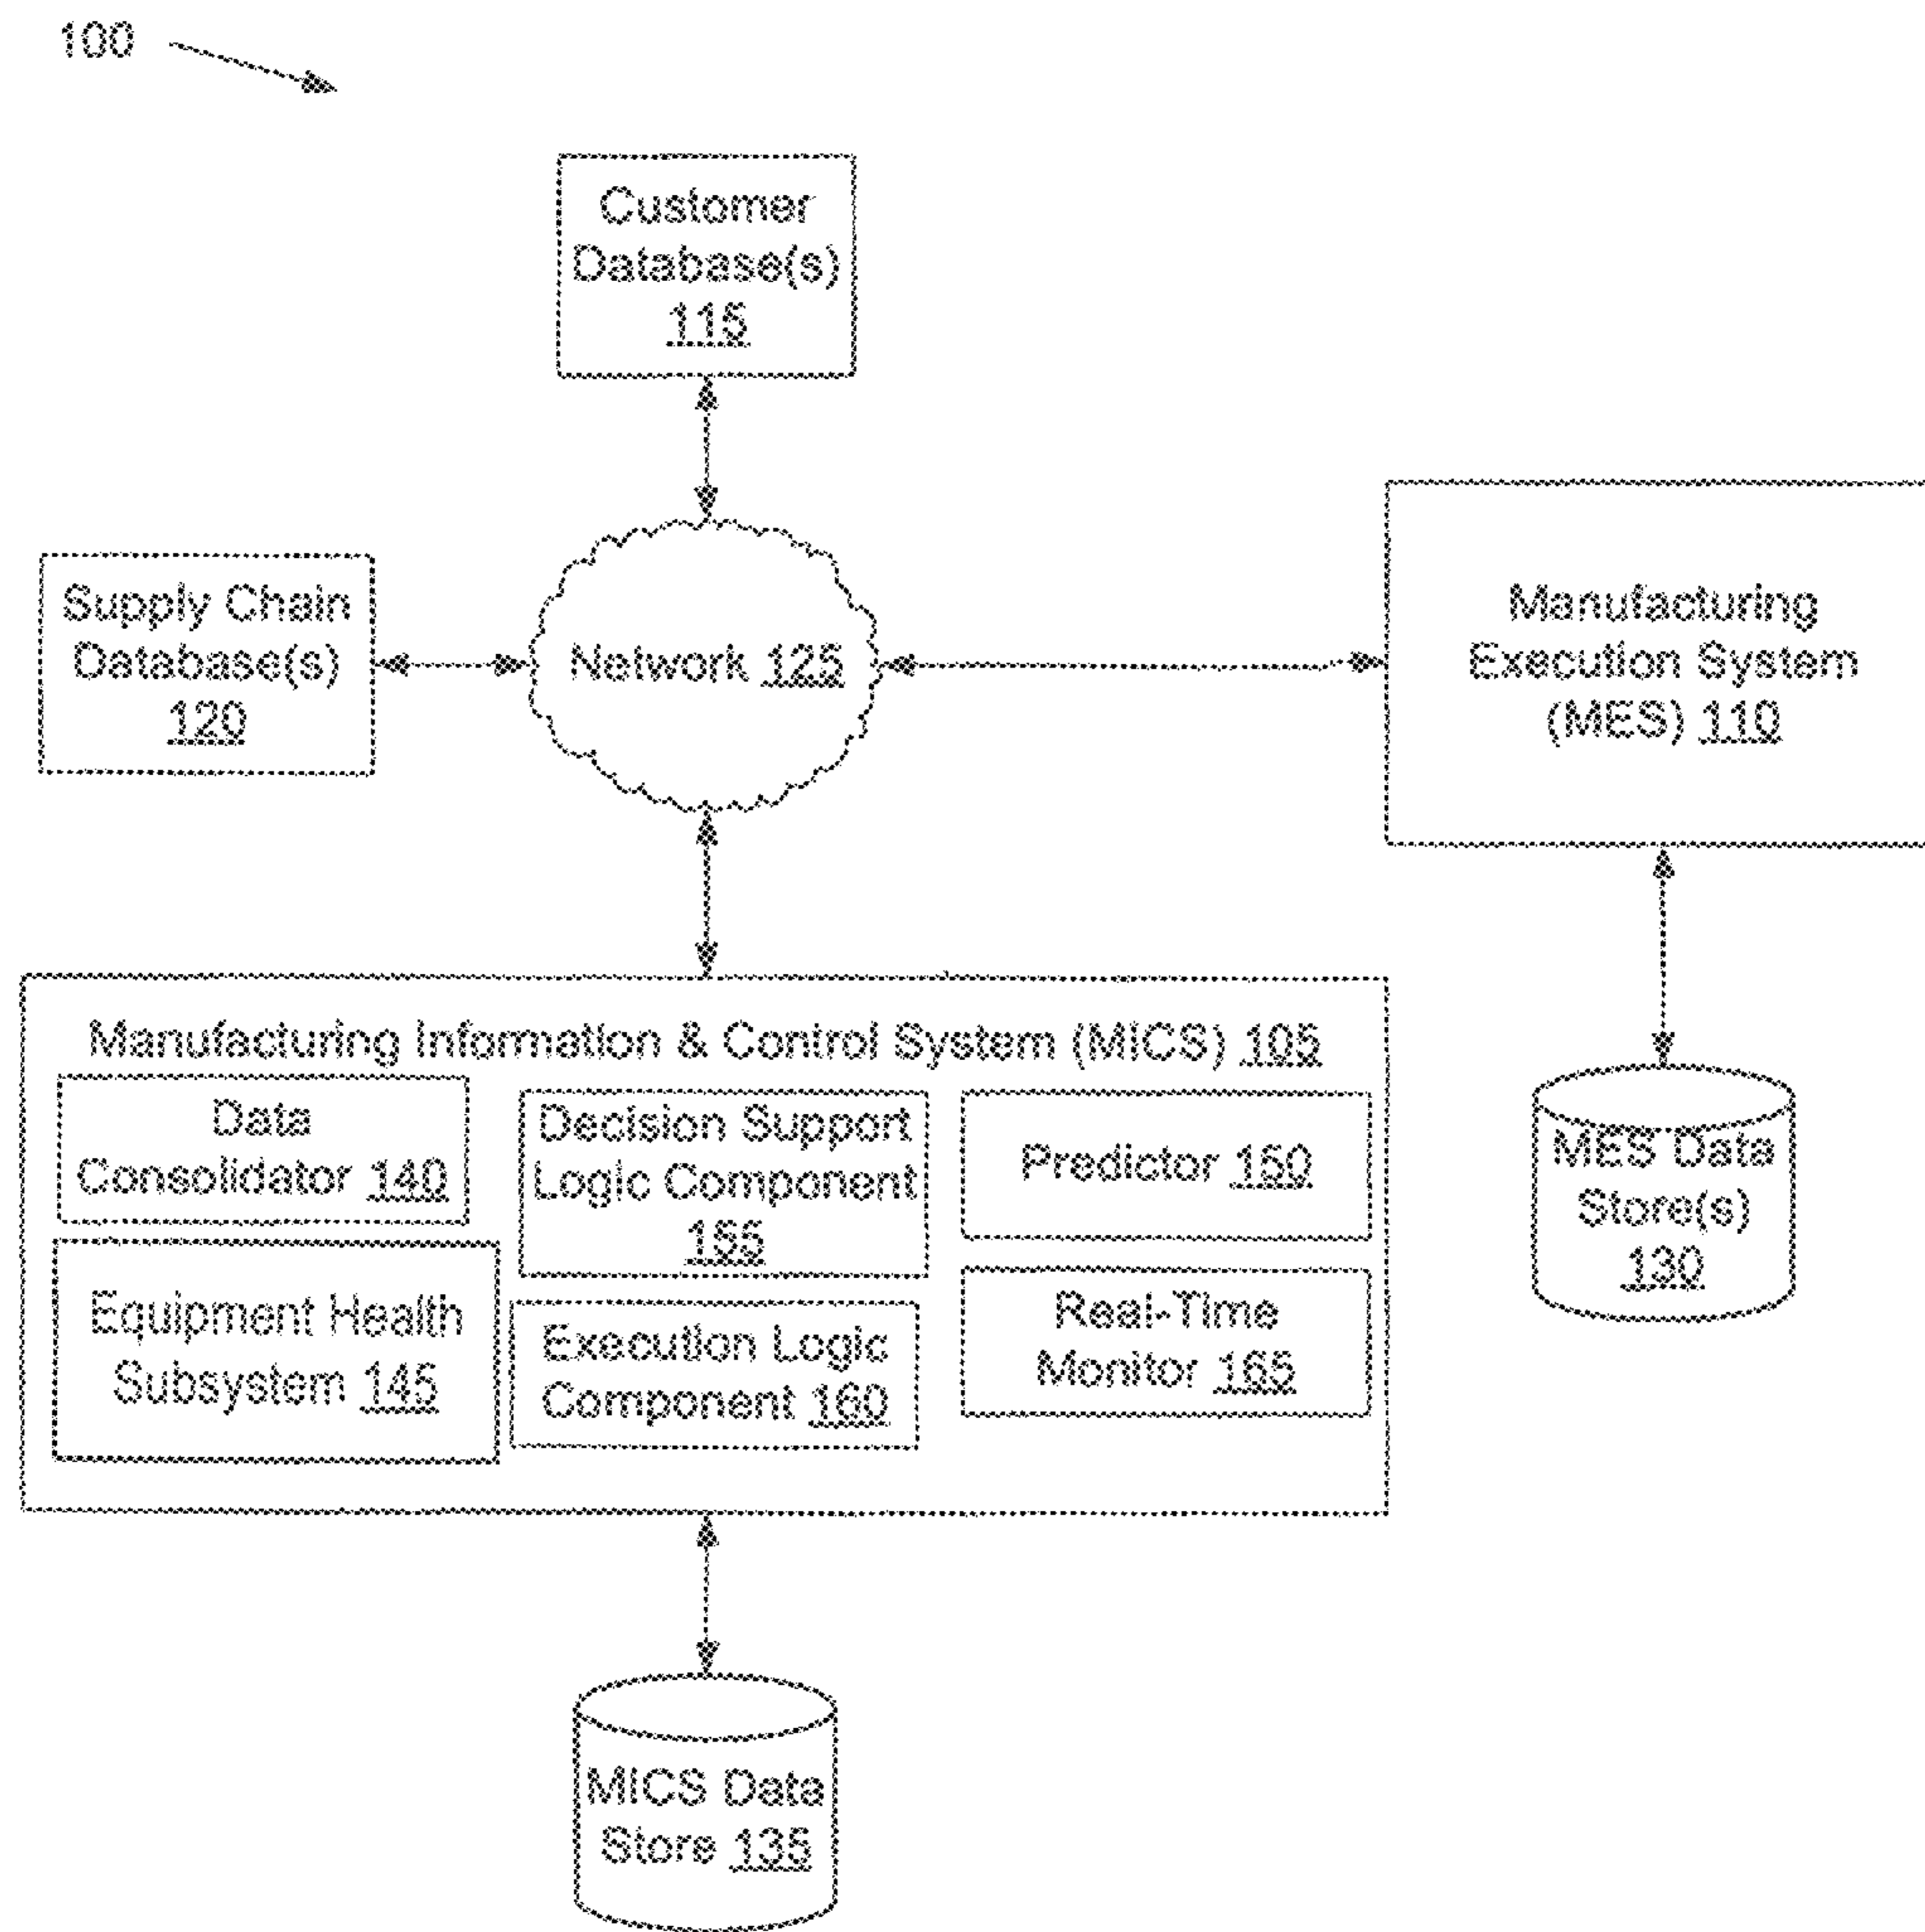 100
Customer
Database(s)
115
Supply Chain
Database(s)
120
Network 125
Manufacturing
Execution System
(MES) 110
Manufacturing Information & Control System (MICS) 105
Data
Consolidator 140
Decision Support
Logic Component
155
Predictor 150
Equipment Health
Subsystem 145
Execution Logic
Component 160
Real-Time
Monitor 165
MES Data
Store(s)
130
MICS Data
Store 135